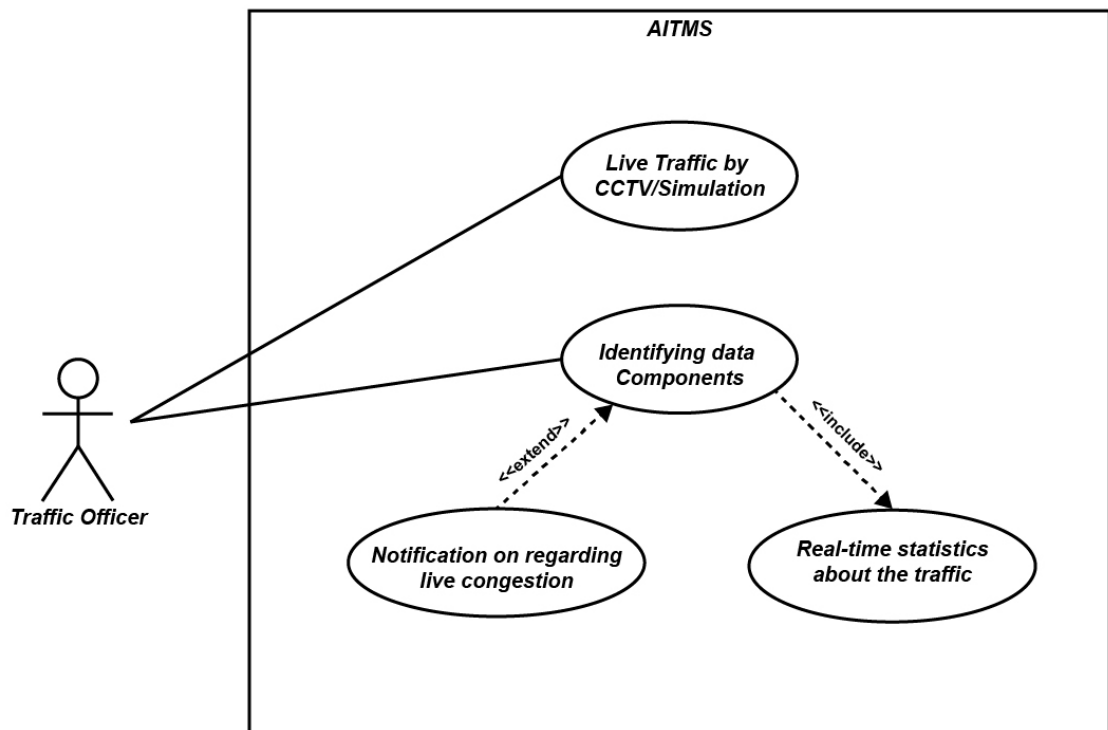 AITMS
Live Traffic by
CCTV/Simulation
Identifying data
Components
<<extend>>
<<include>>
Traffic Officer
Notification on regarding
live congestion
Real-time statistics
about the traffic